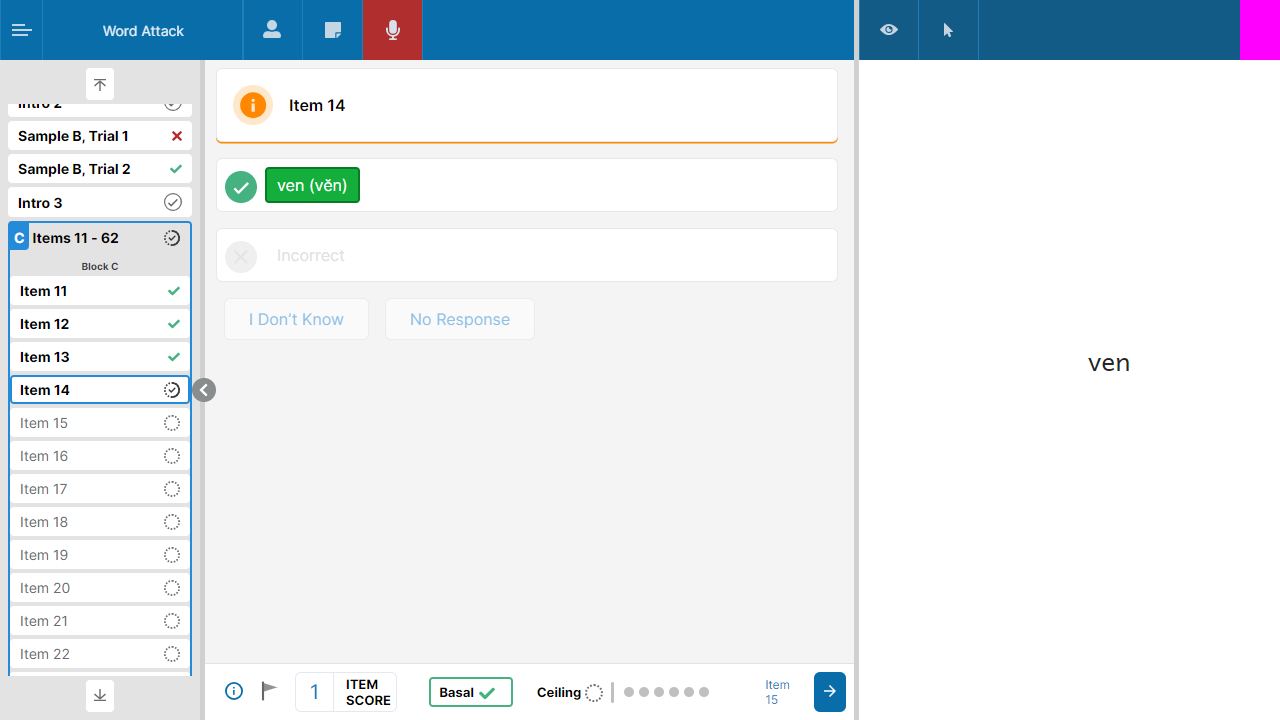 Word Attack
Intro 2
Sample B, Trial 1
Sample B, Trial 2
Intro 3
C Items 11 - 62
Block C
Item 11
Item 12
Item 13
Item 14
Item 15
Item 16
Item 17
Item 18
Item 19
Item 20
Item 21
Item 22
Item 14
ven (vĕn)
Incorrect
I Don't Know
No Response
1 ITEM SCORE
Basal
Ceiling
Item
15
ven